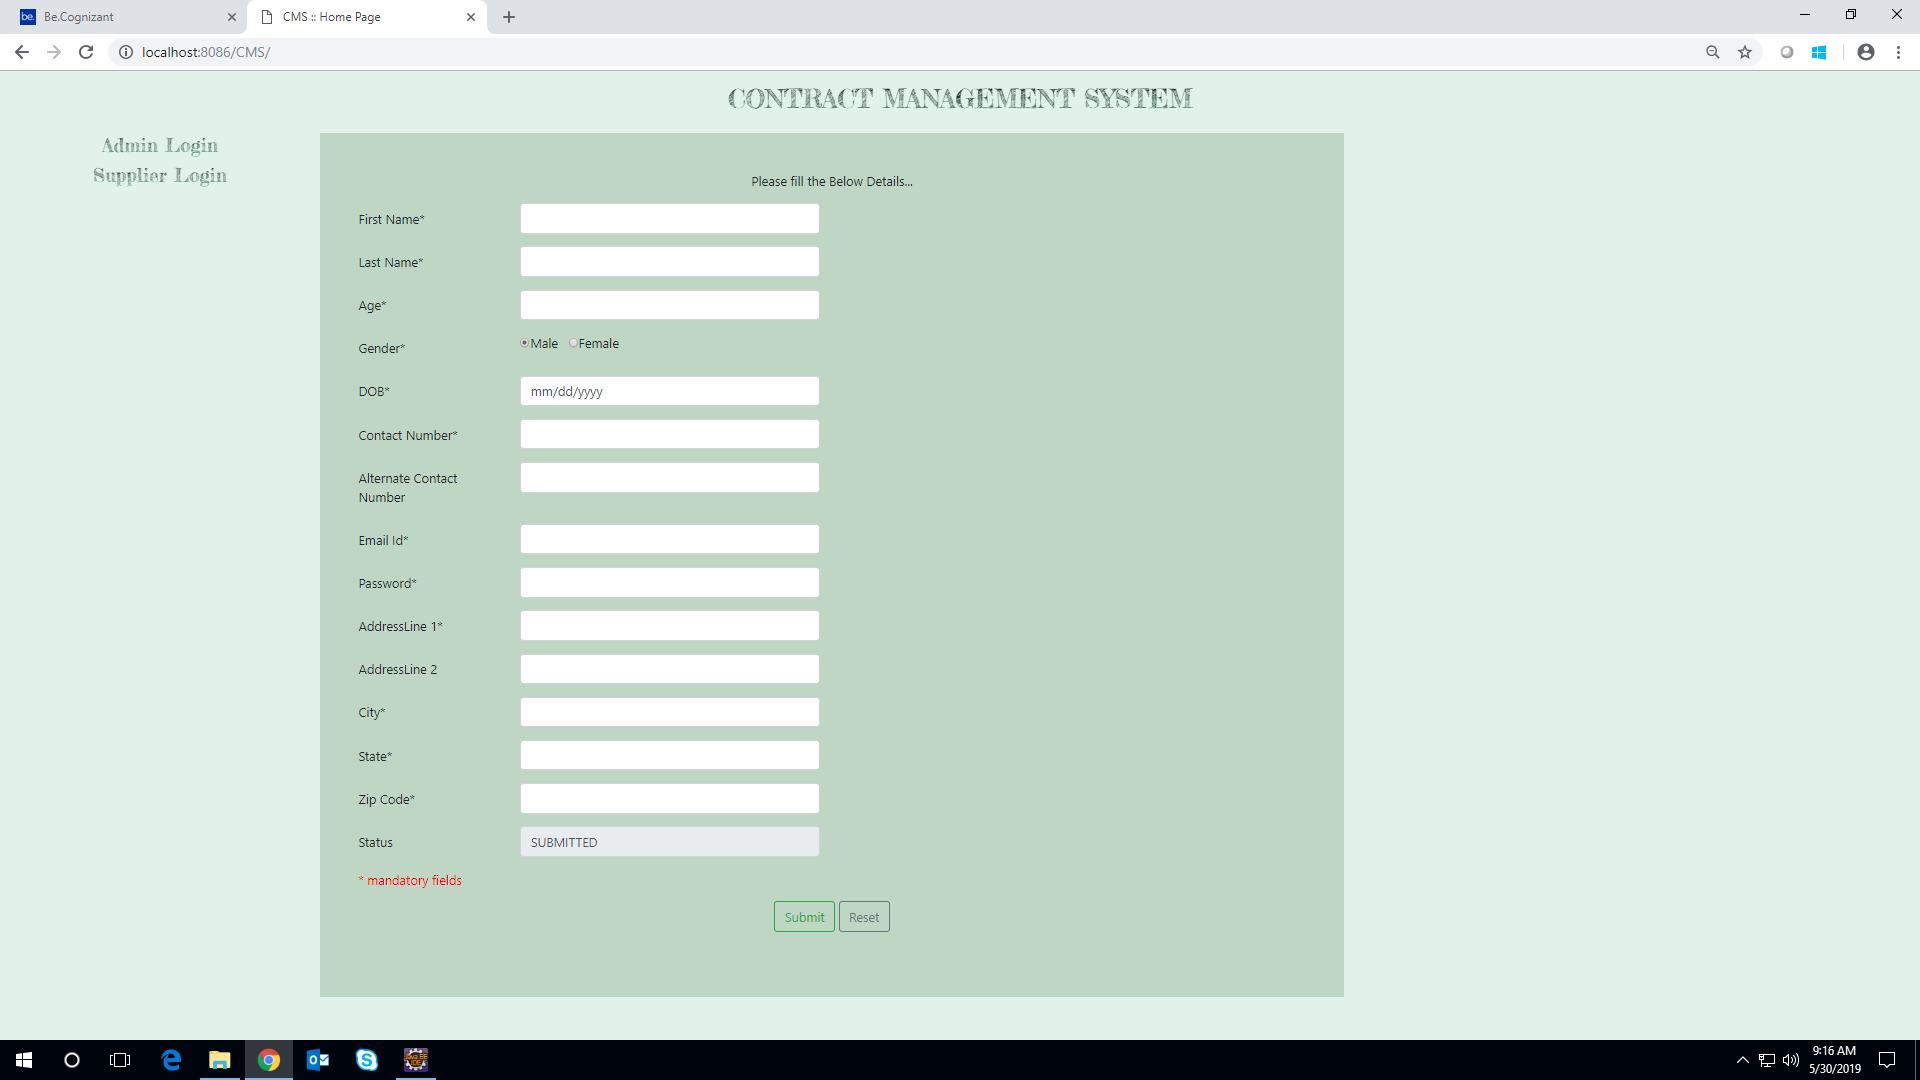 be. Be.Cognizant
CMS :: Home Page
localhost:8086/CMS/
CONTRACT MANAGEMENT SYSTEM
Admin Login
Supplier Login
Please fill the Below Details...
First Name*
Last Name*
Age*
Gender* Male Female
DOB* mm/dd/yyyy
Contact Number*
Alternate Contact
Number
Email Id*
Password*
AddressLine 1*
AddressLine 2
City*
State*
Zip Code*
Status SUBMITTED
* mandatory fields
Submit Reset
9:16 AM
5/30/2019